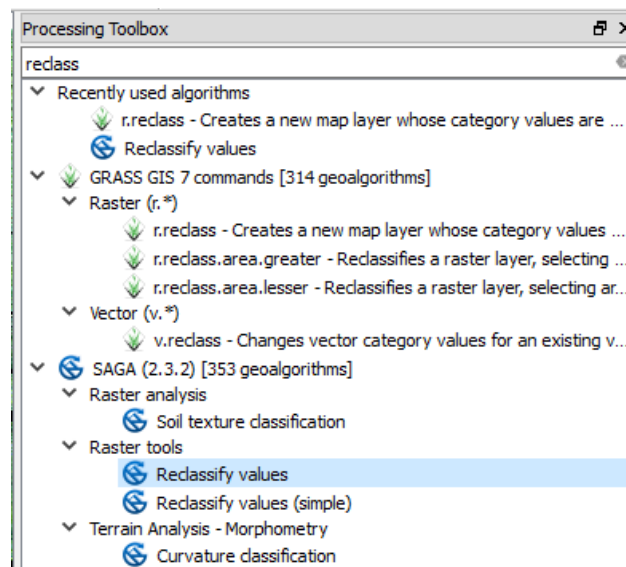 Processing Toolbox
reclass
Recently used algorithms
r.reclass - Creates a new map layer whose category values are ...
Reclassify values
GRASS GIS 7 commands [314 geoalgorithms]
Raster (r.*)
r.reclass - Creates a new map layer whose category values ...
r.reclass.area.greater - Reclassifies a raster layer, selecting ...
r.reclass.area.lesser - Reclassifies a raster layer, selecting ar...
Vector (v.*)
v.reclass - Changes vector category values for an existing v...
SAGA (2.3.2) [353 geoalgorithms]
Raster analysis
Soil texture classification
Raster tools
Reclassify values
Reclassify values (simple)
Terrain Analysis - Morphometry
Curvature classification